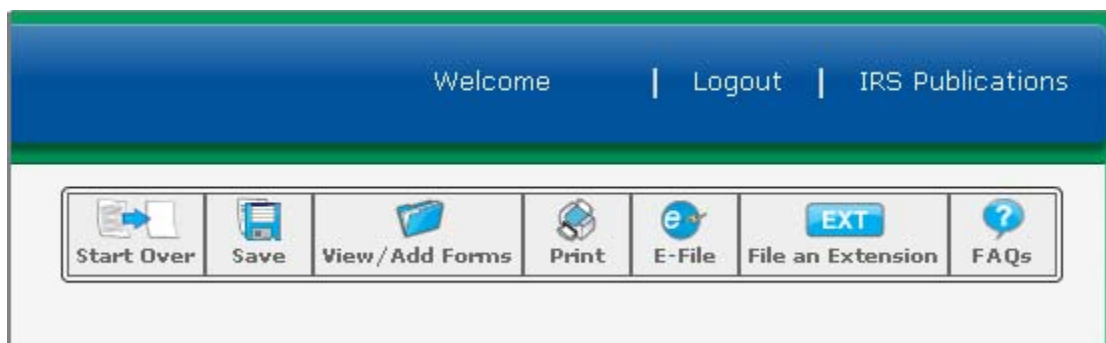 Welcome | Logout | IRS Publications
EXT
Start Over Save View/Add Forms Print E-File File an Extension FAQs